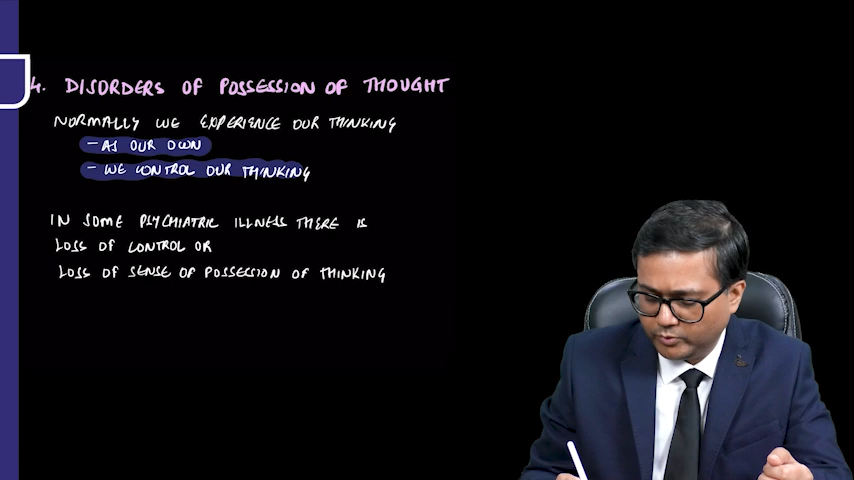 4. DISORDERS OF POSSESSION OF THOUGHT
NORMALLY WE EXPERIENCE OUR THINKING
- AS OUR OWN
- WE CONTROL OUR THINKING
IN SOME PSYCHIATRIC ILLNESS THERE IS
LOSS OF CONTROL OR
LOSS OF SENSE OF POSSESSION OF THINKING